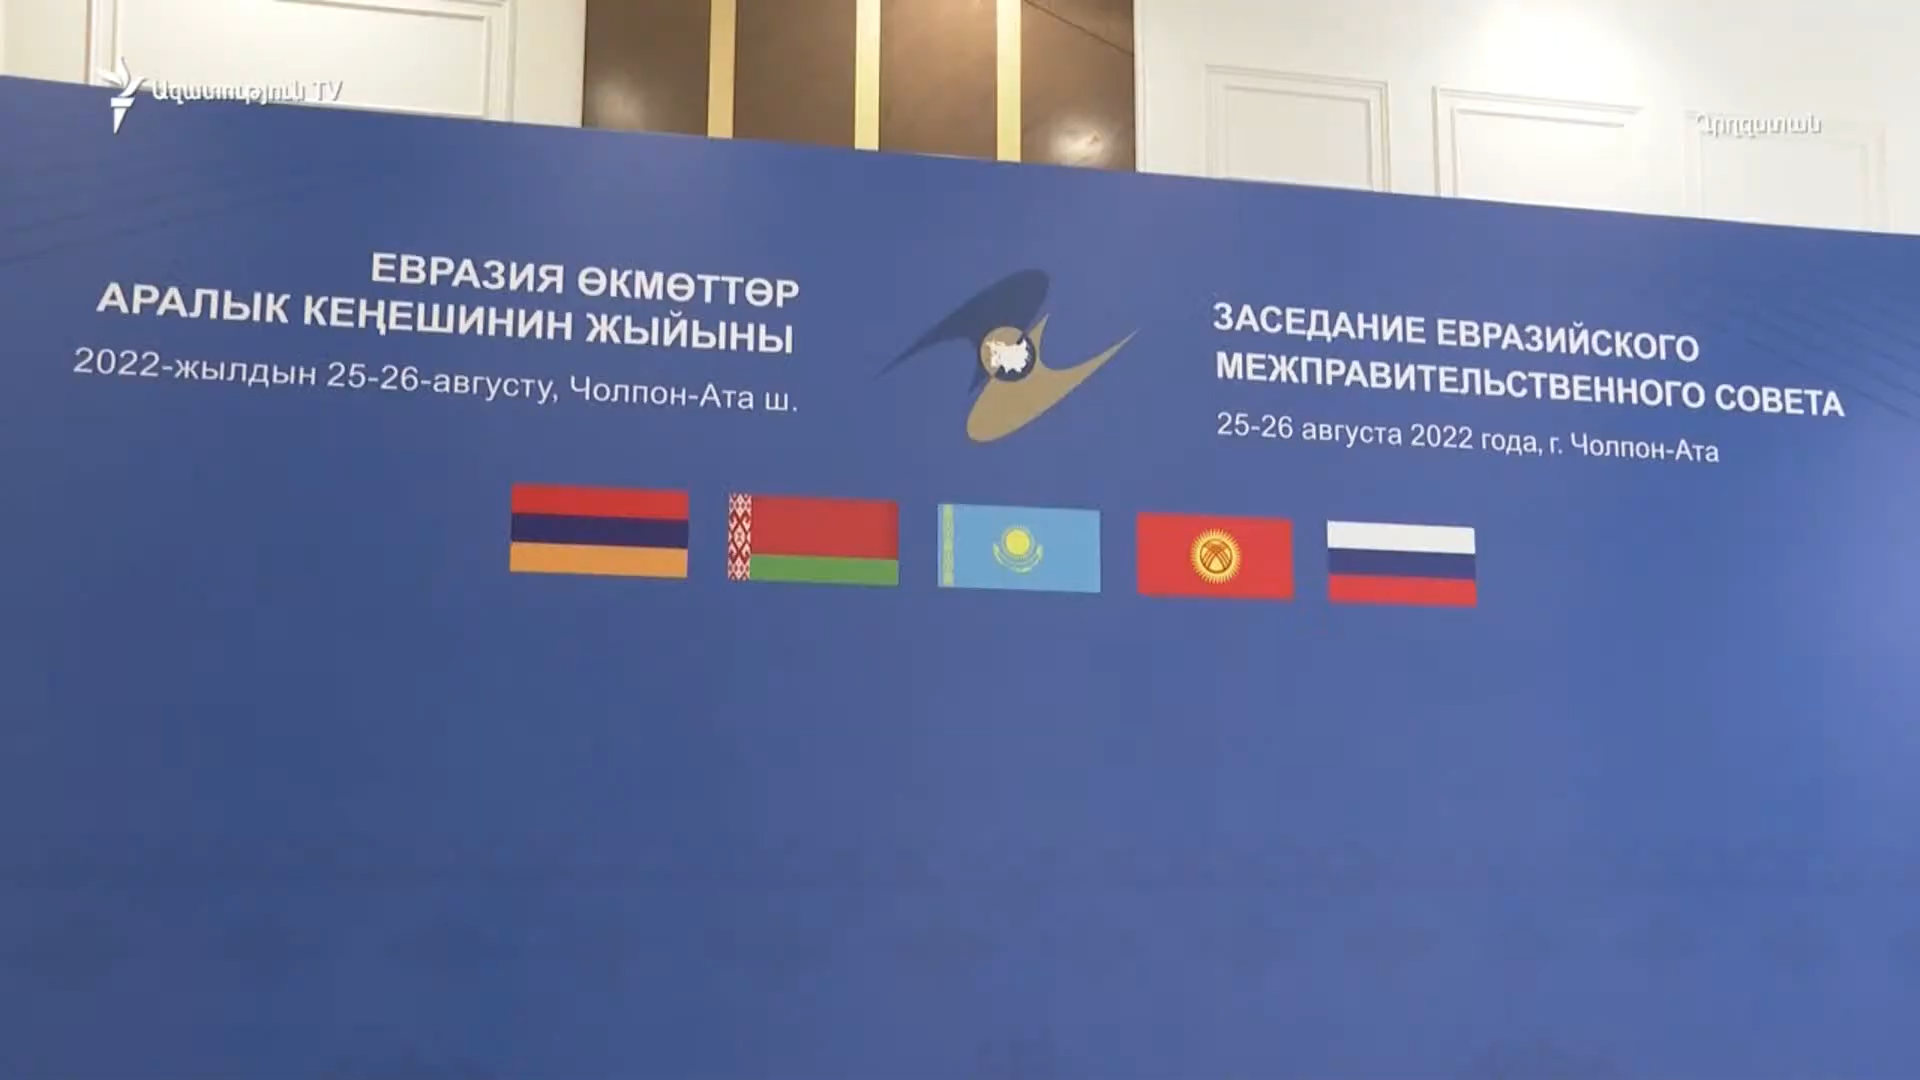 Ազատություն TV
Ղրղզստան
ЕВРАЗИЯ ӨКМӨТТӨР
АРАЛЫК КЕҢЕШИНИН ЖЫЙЫНЫ
2022-жылдын 25-26-августу, Чолпон-Ата ш.
ЗАСЕДАНИЕ ЕВРАЗИЙСКОГО
МЕЖПРАВИТЕЛЬСТВЕННОГО СОВЕТА
25-26 августа 2022 года, г. Чолпон-Ата